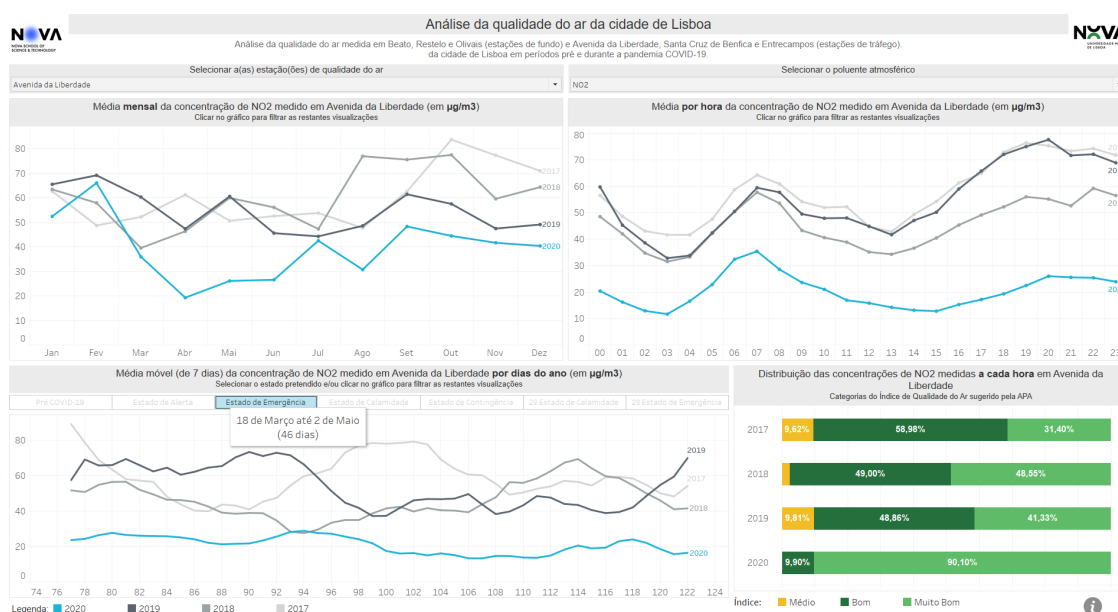 Análise da qualidade do ar da cidade de Lisboa
NOVA
NOVA SCHOOL OF
SCIENCE & TECHNOLOGY
Análise da qualidade do ar medida em Beato, Restelo e Olivais (estações de fundo) e Avenida da Liberdade, Santa Cruz de Benfica e Entrecampos (estações de tráfego).
da cidade de Lisboa em períodos pré e durante a pandemia COVID-19.
Selecionar a(as) estação(ões) de qualidade do ar
Avenida da Liberdade
Selecionar o poluente atmosférico
NO2
Média mensal da concentração de NO2 medido em Avenida da Liberdade (em µg/m3)
Clicar no gráfico para filtrar as restantes visualizações
80
70
60
50
40
30
20
10
0
2017
2018
2019
2020
Jan Fev Mar Abr Mai Jun Jul Ago Set Out Nov Dez
Média por hora da concentração de NO2 medido em Avenida da Liberdade (em µg/m3)
Clicar no gráfico para filtrar as restantes visualizações
80
70
60
50
40
30
20
10
0
00 01 02 03 04 05 06 07 08 09 10 11 12 13 14 15 16 17 18 19 20 21 22 23
Média móvel (de 7 dias) da concentração de NO2 medido em Avenida da Liberdade por dias do ano (em µg/m3)
Selecionar o estado pretendido e/ou clicar no gráfico para filtrar as restantes visualizações
Pré COVID-19 Estado de Alerta Estado de Emergência Estado de Calamidade Estado de Contingência 2º Estado de Calamidade 2º Estado de Emergência
18 de Março até 2 de Maio
(46 dias)
80
60
40
20
0
2019
2017
2018
2020
74 76 78 80 82 84 86 88 90 92 94 96 98 100 102 104 106 108 110 112 114 116 118 120 122 124
Legenda: 2020 2019 2018 2017
Distribuição das concentrações de NO2 medidas a cada hora em Avenida da
Liberdade
Categorias do Índice de Qualidade do Ar sugerido pela APA
2017 9,62% 58,98% 31,40%
2018 49,00% 48,55%
2019 9,81% 48,86% 41,33%
2020 9,90% 90,10%
Índice: Médio Bom Muito Bom
i